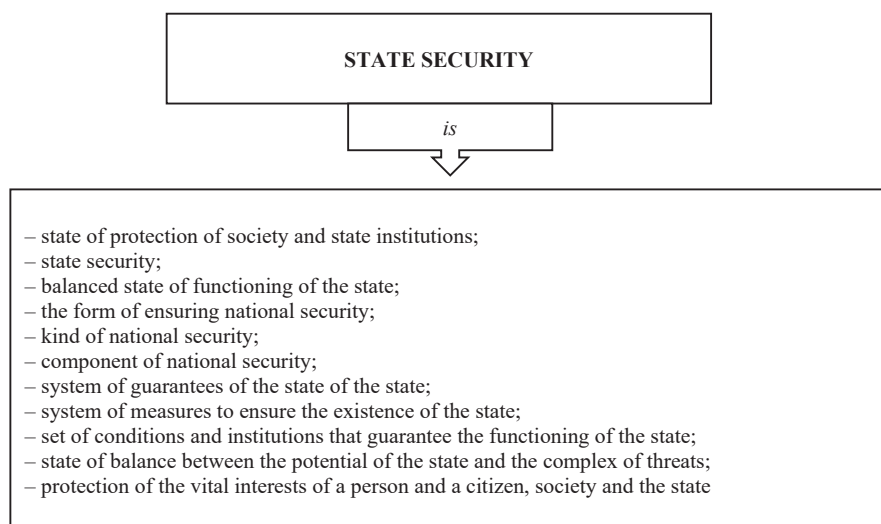 STATE SECURITY
is
– state of protection of society and state institutions;
– state security;
– balanced state of functioning of the state;
– the form of ensuring national security;
– kind of national security;
– component of national security;
– system of guarantees of the state of the state;
– system of measures to ensure the existence of the state;
– set of conditions and institutions that guarantee the functioning of the state;
– state of balance between the potential of the state and the complex of threats;
– protection of the vital interests of a person and a citizen, society and the state